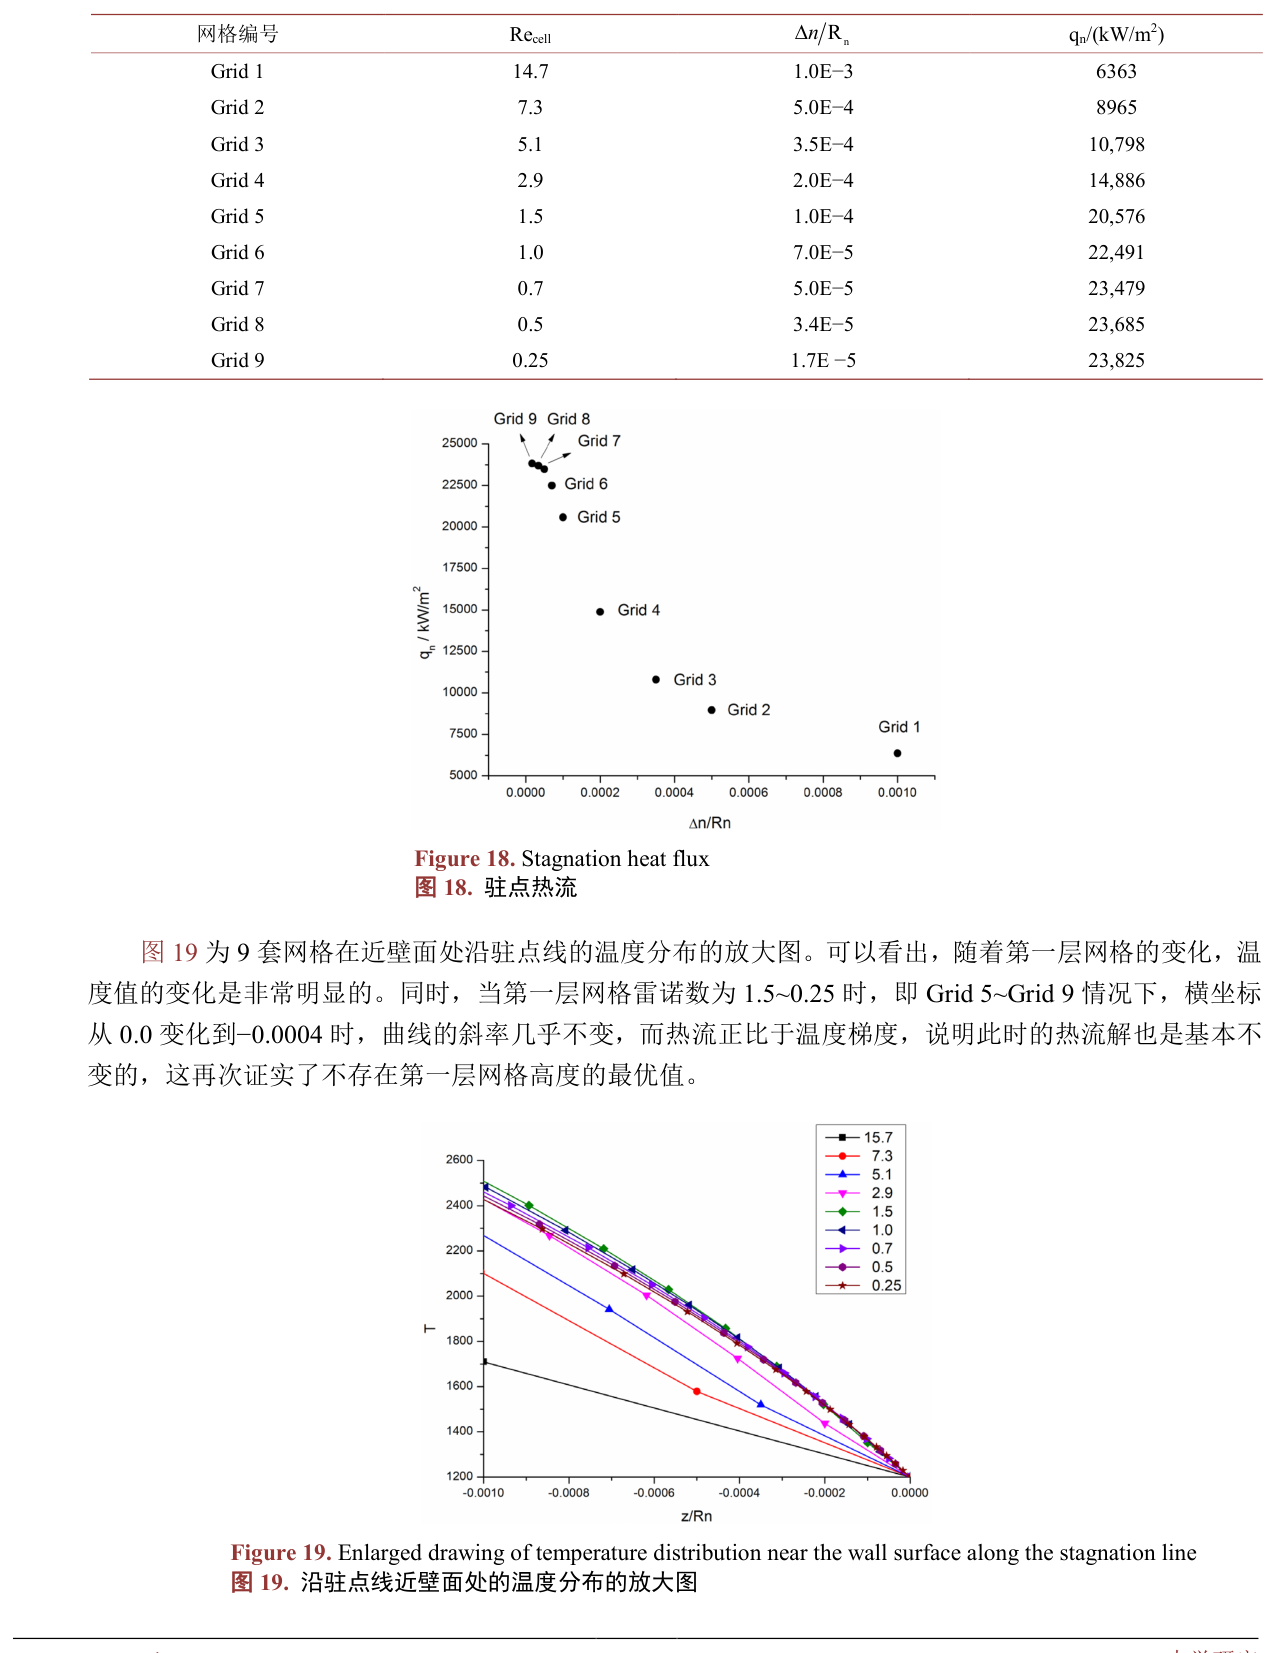 网格编号 Recell Δn/Rn qn/(kW/m2)
Grid 1 14.7 1.0E−3 6363
Grid 2 7.3 5.0E−4 8965
Grid 3 5.1 3.5E−4 10,798
Grid 4 2.9 2.0E−4 14,886
Grid 5 1.5 1.0E−4 20,576
Grid 6 1.0 7.0E−5 22,491
Grid 7 0.7 5.0E−5 23,479
Grid 8 0.5 3.4E−5 23,685
Grid 9 0.25 1.7E −5 23,825
Grid 9 Grid 8
Grid 7
25000
Grid 6
22500
Grid 5
20000
17500
15000
Grid 4
12500
Grid 3
10000
Grid 2
Grid 1
7500
5000
qn / kW/m2
0.0000 0.0002 0.0004 0.0006 0.0008 0.0010
Δn/Rn
Figure 18. Stagnation heat flux
图 18. 驻点热流
图 19 为 9 套网格在近壁面处沿驻点线的温度分布的放大图。可以看出，随着第一层网格的变化，温
度值的变化是非常明显的。同时，当第一层网格雷诺数为 1.5~0.25 时，即 Grid 5~Grid 9 情况下，横坐标
从 0.0 变化到−0.0004 时，曲线的斜率几乎不变，而热流正比于温度梯度，说明此时的热流解也是基本不
变的，这再次证实了不存在第一层网格高度的最优值。
15.7
7.3
5.1
2.9
1.5
1.0
0.7
0.5
0.25
2600
2400
2200
2000
1800
1600
1400
1200
T
-0.0010 -0.0008 -0.0006 -0.0004 -0.0002 0.0000
z/Rn
Figure 19. Enlarged drawing of temperature distribution near the wall surface along the stagnation line
图 19. 沿驻点线近壁面处的温度分布的放大图